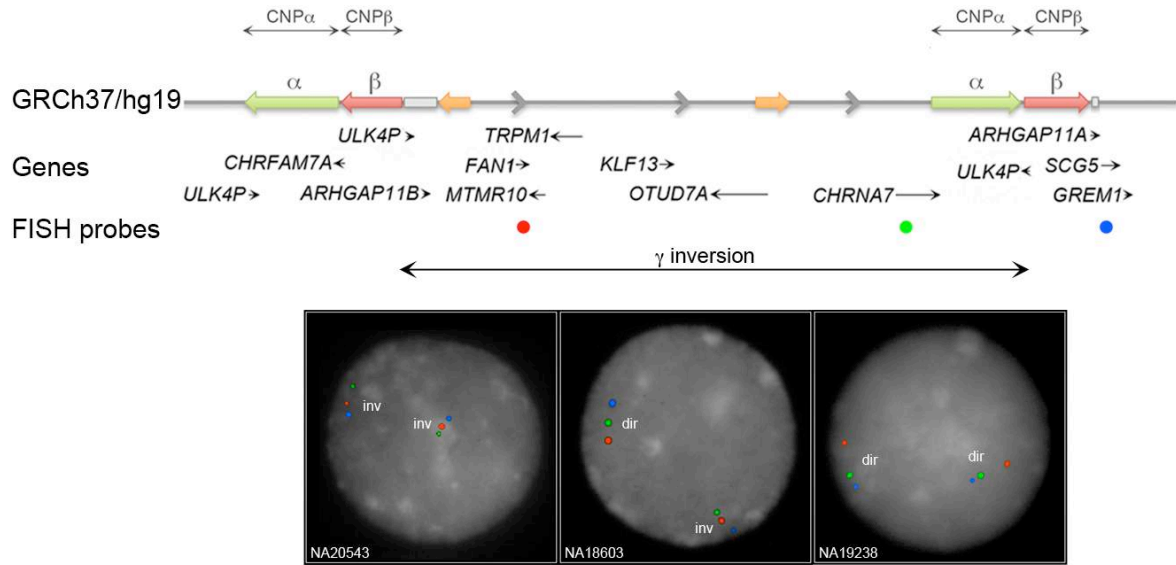 CNPα CNPβ CNPα CNPβ
α β α β
GRCh37/hg19
ULK4P TRPM1 ARHGAP11A
Genes CHRFAM7A FAN1 KLF13 ULK4P SCG5
ULK4P ARHGAP11B MTMR10 OTUD7A CHRNA7 GREM1
FISH probes
γ inversion
inv inv dir inv dir dir
NA20543 NA18603 NA19238